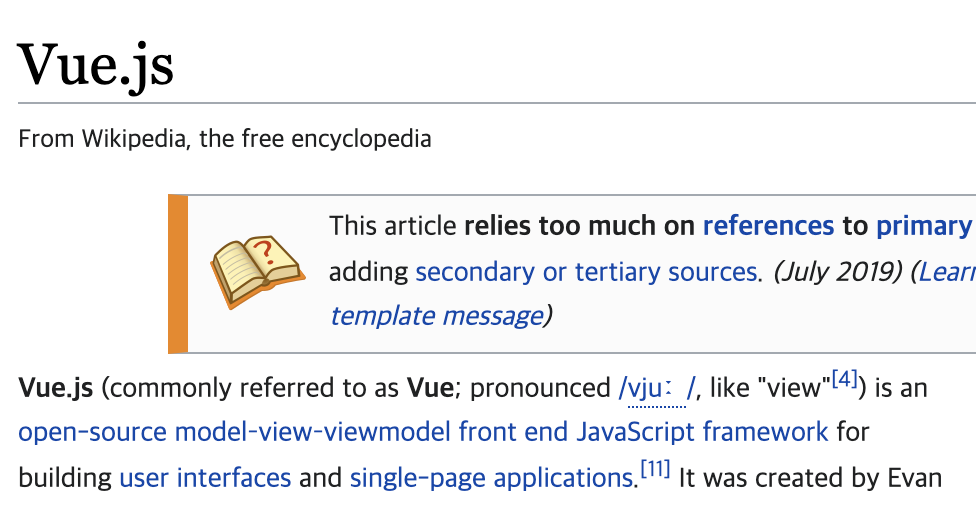 Vue.js
From Wikipedia, the free encyclopedia
This article relies too much on references to primary
adding secondary or tertiary sources. (July 2019) (Learn
template message)
Vue.js (commonly referred to as Vue; pronounced /vjuː /, like "view"[4]) is an
open-source model-view-viewmodel front end JavaScript framework for
building user interfaces and single-page applications.[11] It was created by Evan